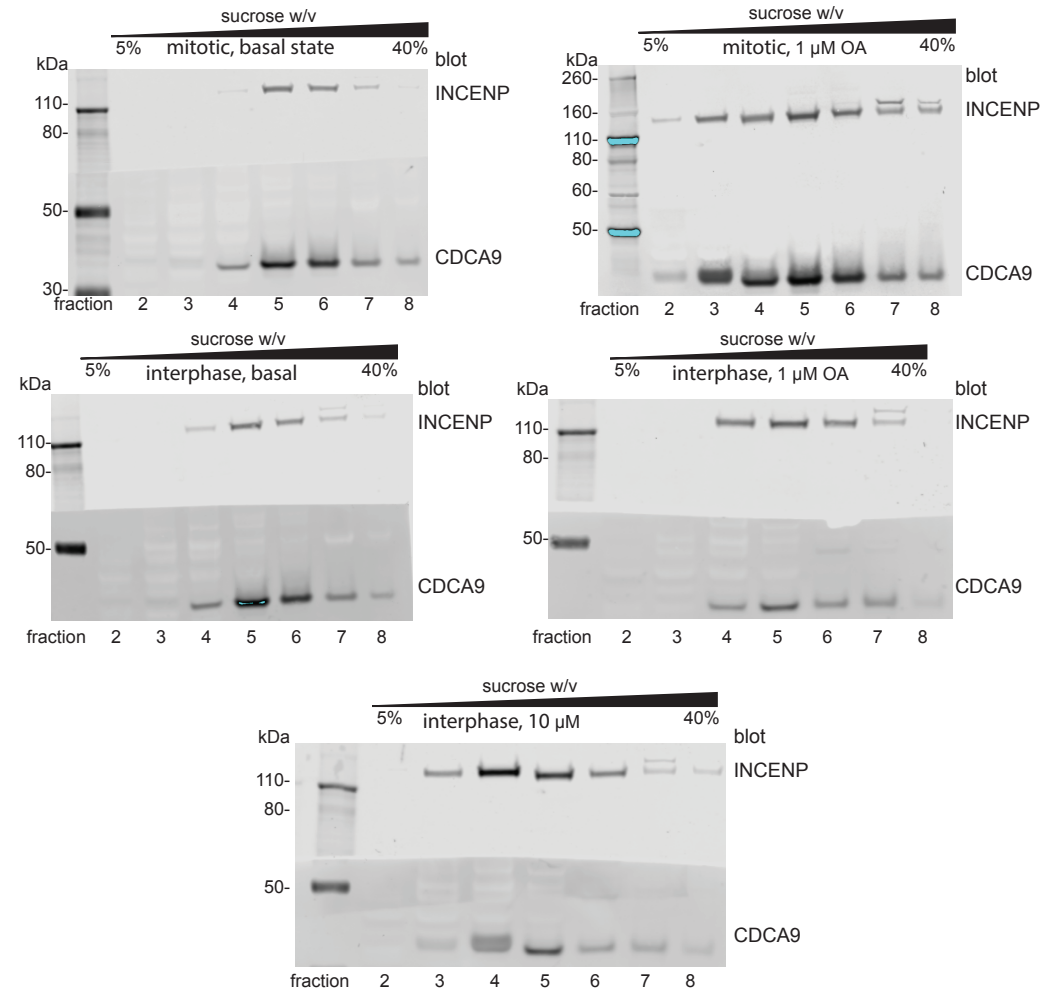 sucrose w/v
5% mitotic, basal state 40%
kDa blot
INCENP
110-
80-
50-
CDCA9
30-
fraction 2 3 4 5 6 7 8
sucrose w/v
5% mitotic, 1 µM OA 40%
kDa blot
260-
INCENP
160-
110-
80-
60-
50-
CDCA9
fraction 2 3 4 5 6 7 8
sucrose w/v
5% interphase, basal 40%
kDa blot
INCENP
110-
80-
50-
CDCA9
fraction 2 3 4 5 6 7 8
sucrose w/v
5% interphase, 1 µM OA 40%
kDa blot
INCENP
110-
80-
50-
CDCA9
fraction 2 3 4 5 6 7 8
sucrose w/v
5% interphase, 10 µM 40%
kDa blot
INCENP
110-
80-
50-
CDCA9
fraction 2 3 4 5 6 7 8